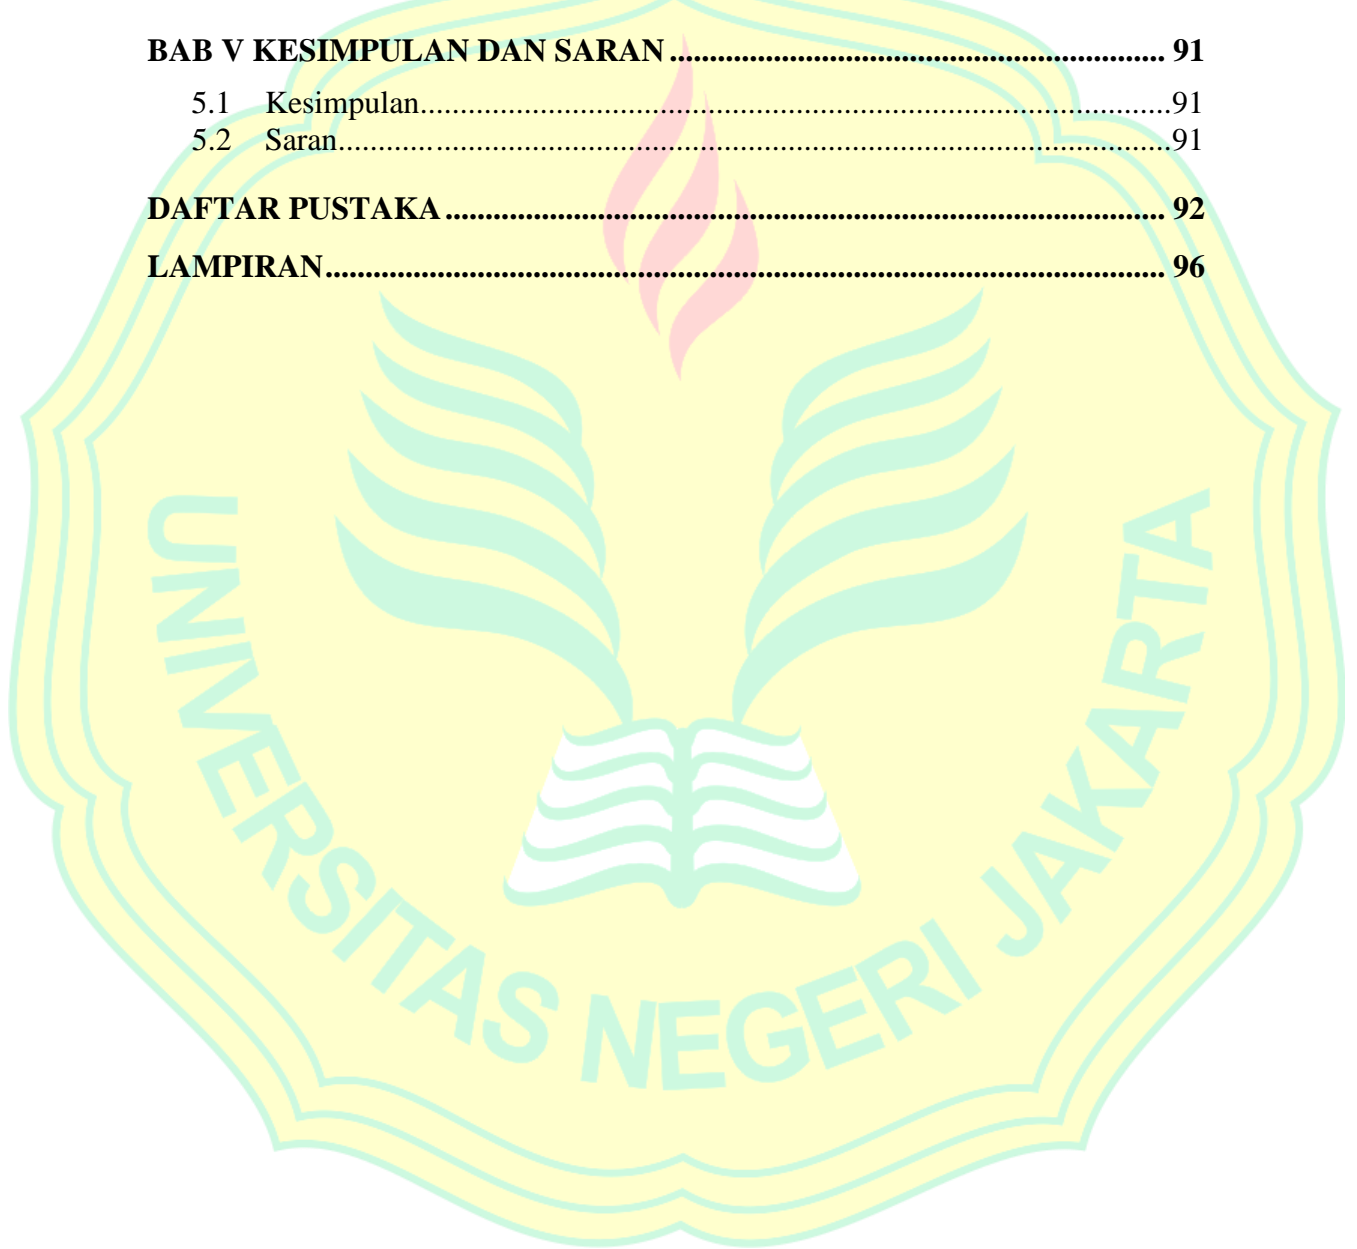 BAB V KESIMPULAN DAN SARAN ............................................................. 91
5.1 Kesimpulan.............................................................................................91
5.2 Saran.......................................................................................................91
DAFTAR PUSTAKA ......................................................................................... 92
LAMPIRAN........................................................................................................ 96
UNIVERSITAS NEGERI JAKARTA